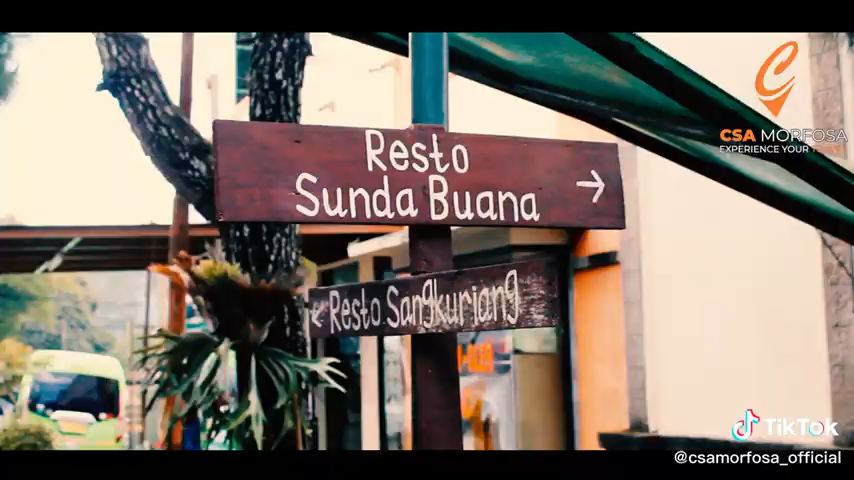 CSA MORFOSA
EXPERIENCE YOUR
Resto
Sunda Buana
→
← Resto Sangkuriang
TikTok
@csamorfosa_official